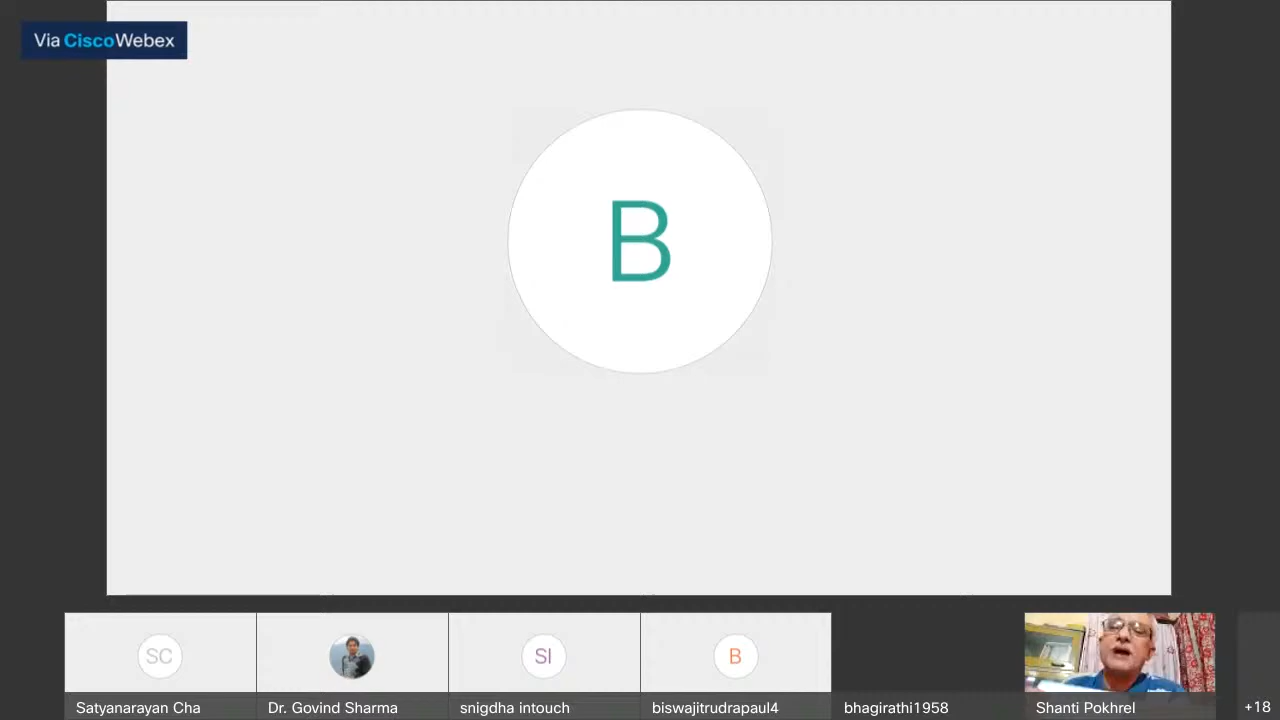 Via CiscoWebex
B
SC
SI
B
Satyanarayan Cha
Dr. Govind Sharma
snigdha intouch
biswajitrudrapaul4
bhagirathi1958
Shanti Pokhrel
+18